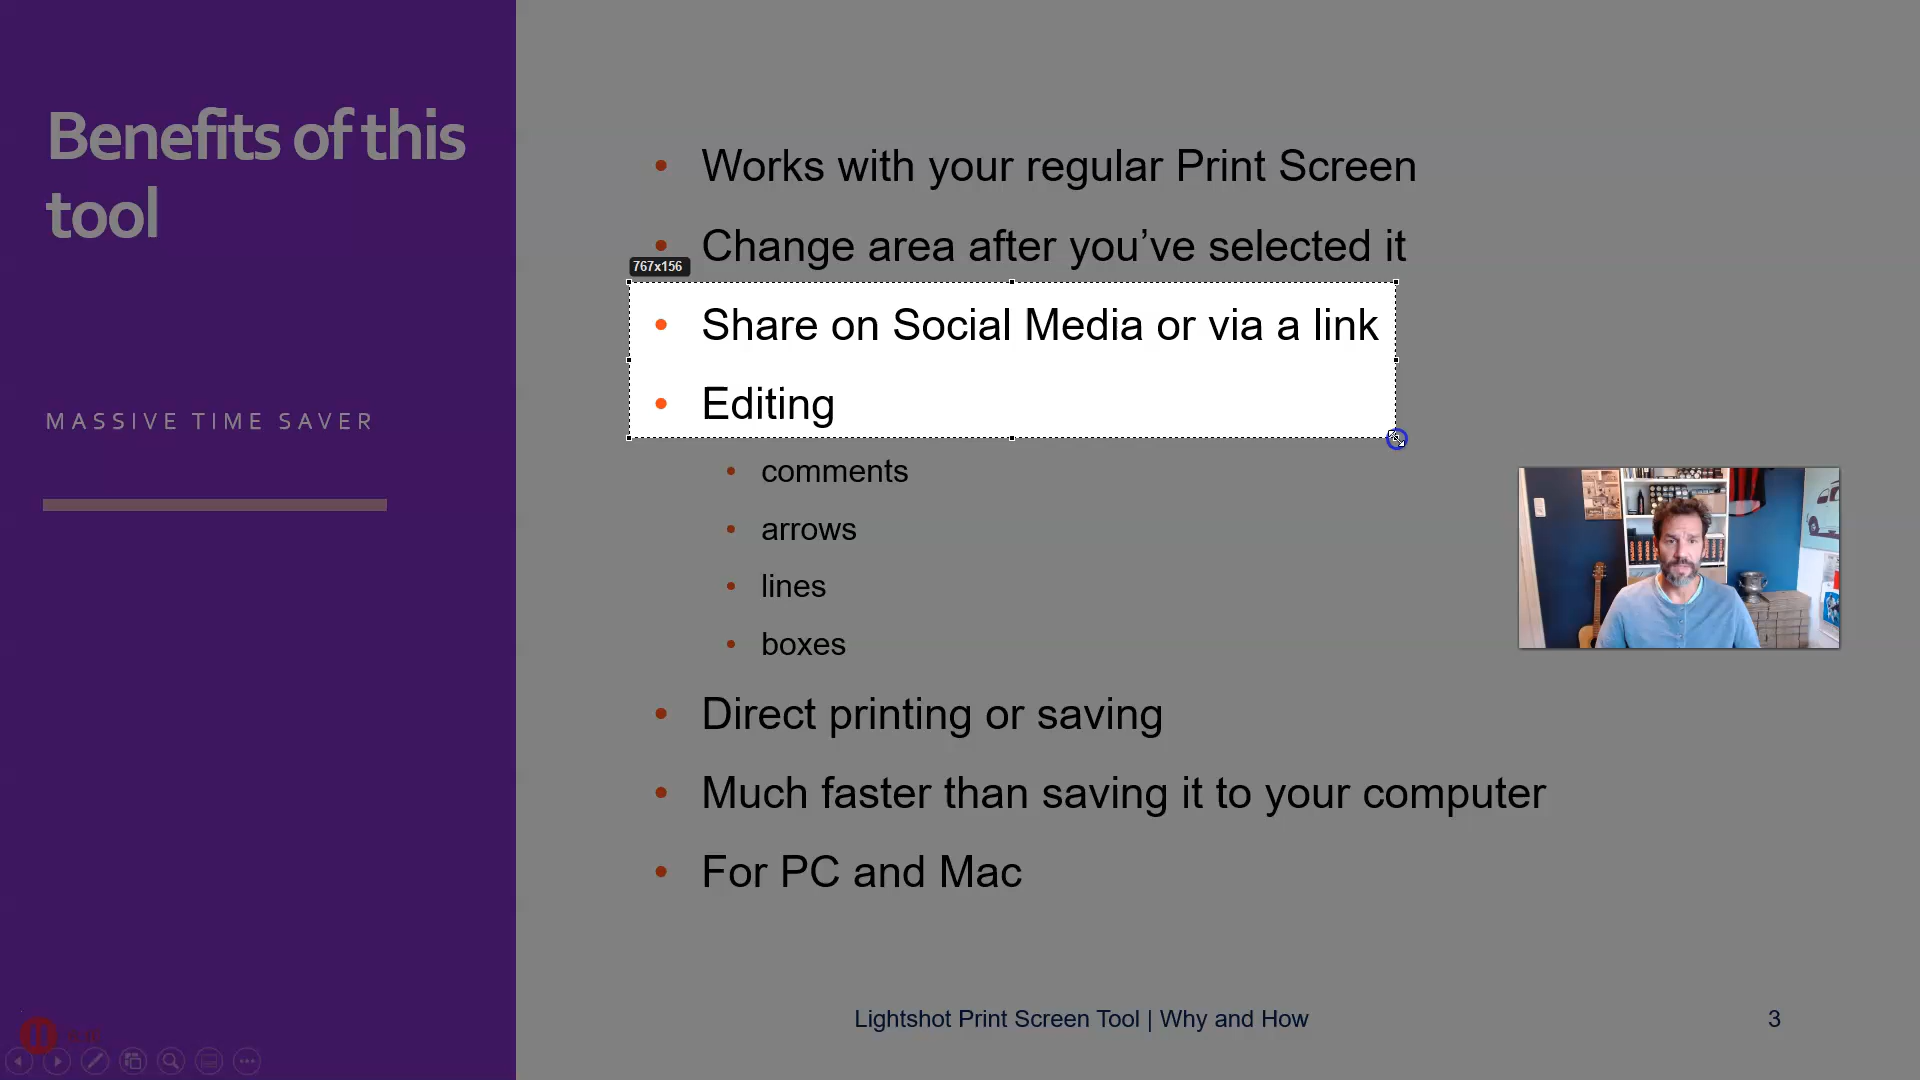 Benefits of this
tool
MASSIVE TIME SAVER
• Works with your regular Print Screen
• Change area after you’ve selected it
767x156
• Share on Social Media or via a link
• Editing
• comments
• arrows
• lines
• boxes
• Direct printing or saving
• Much faster than saving it to your computer
• For PC and Mac
Lightshot Print Screen Tool | Why and How
3